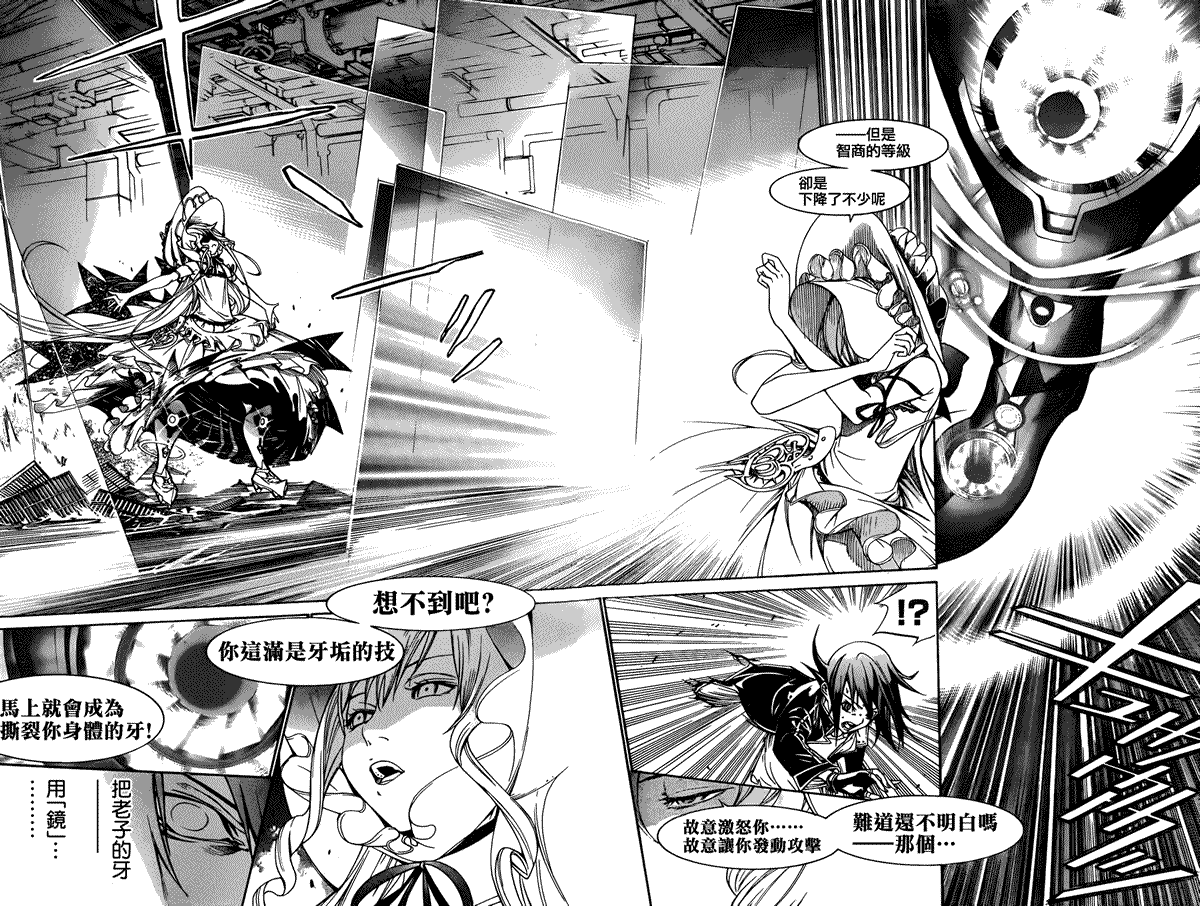 ——但是
智商的等級
卻是
下降了不少呢
!?
難道還不明白嗎
——那個…
故意激怒你……
故意讓你發動攻擊
想不到吧?
你這滿是牙垢的技
馬上就會成為
撕裂你身體的牙!
——把老子的牙
用「鏡」…
………